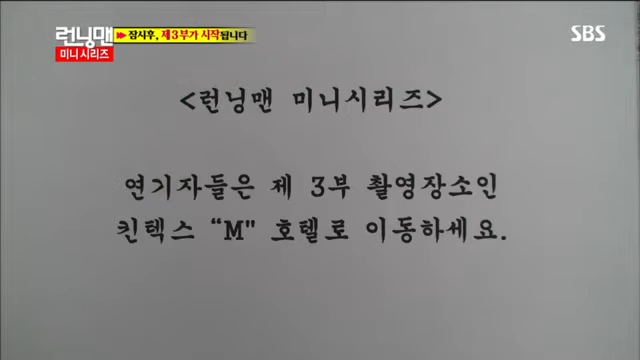 런닝맨
미니시리즈
잠시후, 제3부가 시작됩니다
SBS
<런닝맨 미니시리즈>
연기자들은 제 3부 촬영장소인
킨텍스 “M" 호텔로 이동하세요.